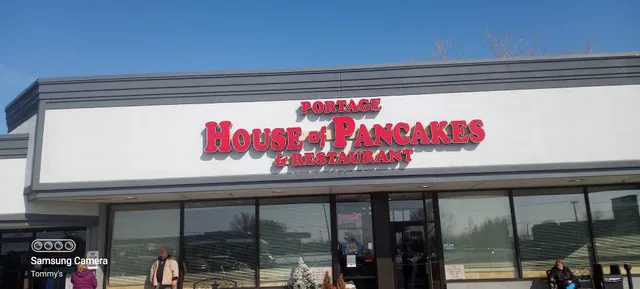 PORTAGE
HOUSE of PANCAKES
& RESTAURANT
Samsung Camera
Tommy's